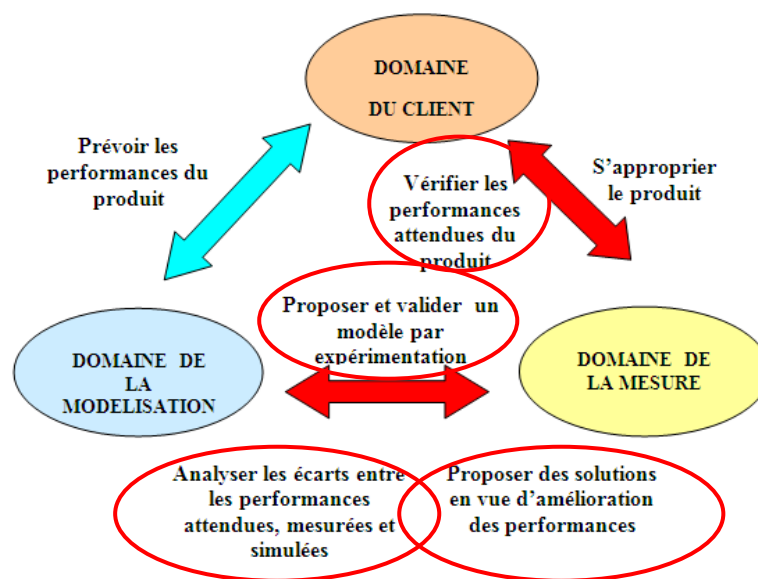 DOMAINE
DU CLIENT
Prévoir les
performances du
produit
S'approprier
le produit
Vérifier les
performances
attendues du
produit
Proposer et valider un
modèle par
expérimentation
DOMAINE DE
LA
MODELISATION
DOMAINE DE
LA MESURE
Analyser les écarts entre
les performances
attendues, mesurées et
simulées
Proposer des solutions
en vue d'amélioration
des performances